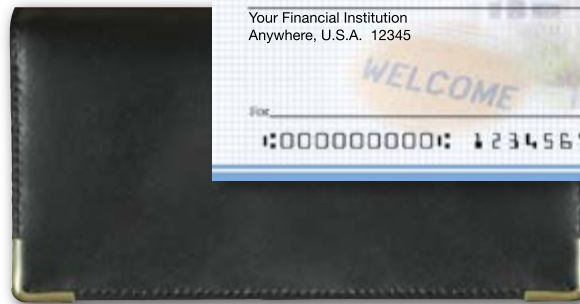 Your Financial Institution
Anywhere, U.S.A.  12345
WELCOME
For
⑆000000000⑆ 123456